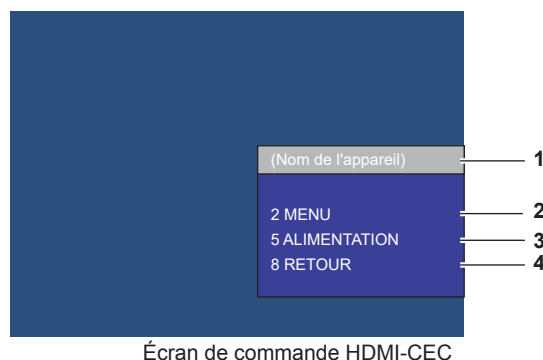 (Nom de l'appareil) 1
2 MENU 2
5 ALIMENTATION 3
8 RETOUR 4
Écran de commande HDMI-CEC